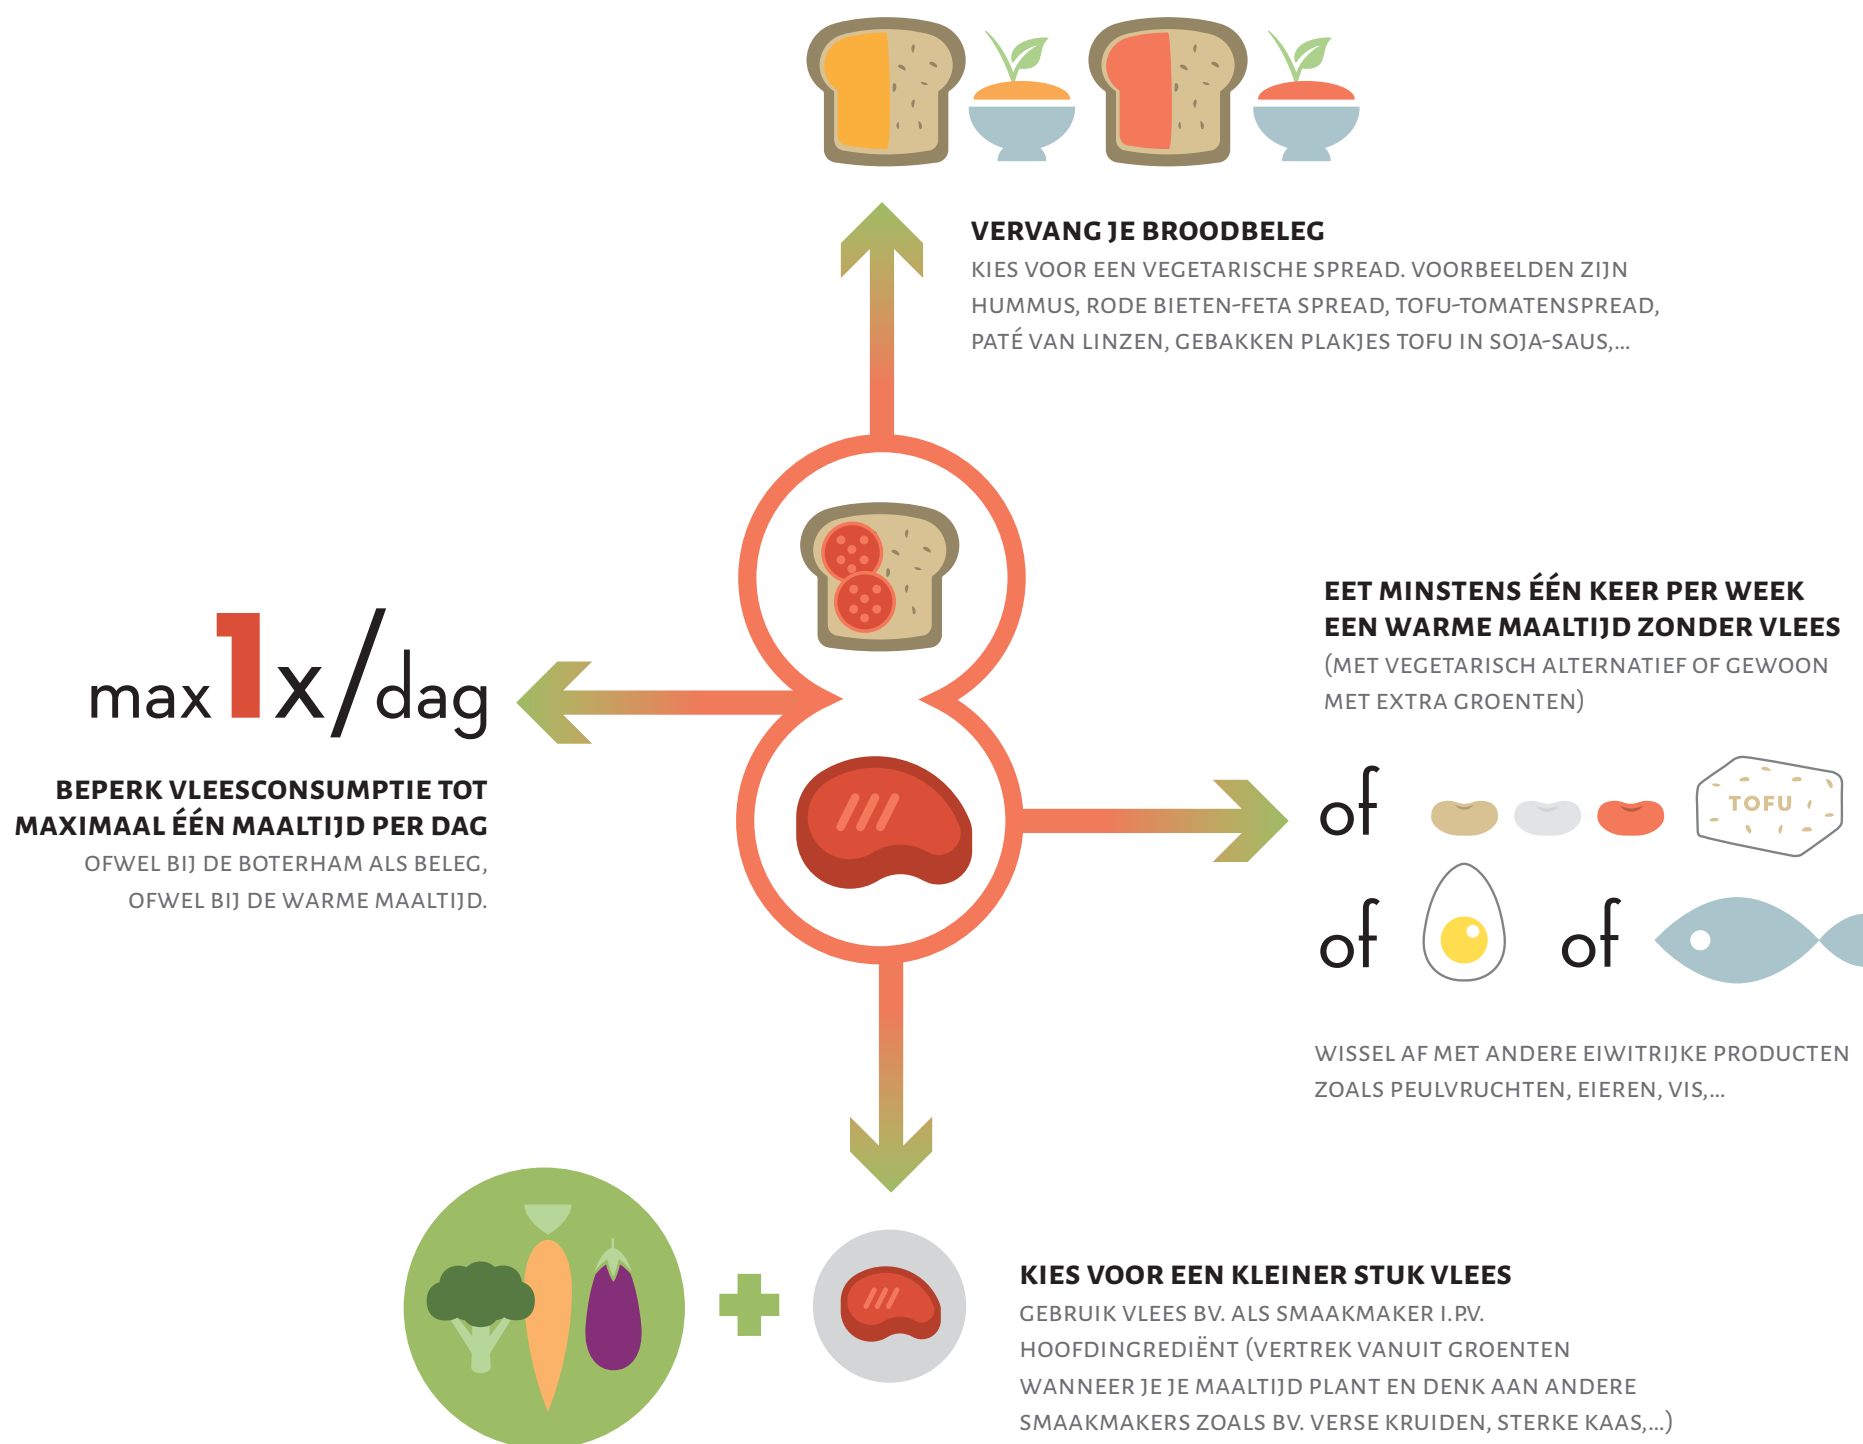 VERVANG JE BROODBELEG
KIES VOOR EEN VEGETARISCHE SPREAD. VOORBEELDEN ZIJN
HUMMUS, RODE BIETEN-FETA SPREAD, TOFU-TOMATENSPREAD,
PATÉ VAN LINZEN, GEBAKKEN PLAKJES TOFU IN SOJA-SAUS,...
max 1x/dag
BEPERK VLEESCONSUMPTIE TOT
MAXIMAAL ÉÉN MAALTIJD PER DAG
OFWEL BIJ DE BOTERHAM ALS BELEG,
OFWEL BIJ DE WARME MAALTIJD.
EET MINSTENS ÉÉN KEER PER WEEK
EEN WARME MAALTIJD ZONDER VLEES
(MET VEGETARISCH ALTERNATIEF OF GEWOON
MET EXTRA GROENTEN)
of TOFU
of of
WISSEL AF MET ANDERE EIWITRIJKE PRODUCTEN
ZOALS PEULVRUCHTEN, EIEREN, VIS,...
KIES VOOR EEN KLEINER STUK VLEES
GEBRUIK VLEES BV. ALS SMAAKMAKER I.P.V.
HOOFDINGREDIËNT (VERTREK VANUIT GROENTEN
WANNEER JE JE MAALTIJD PLANT EN DENK AAN ANDERE
SMAAKMAKERS ZOALS BV. VERSE KRUIDEN, STERKE KAAS,...)